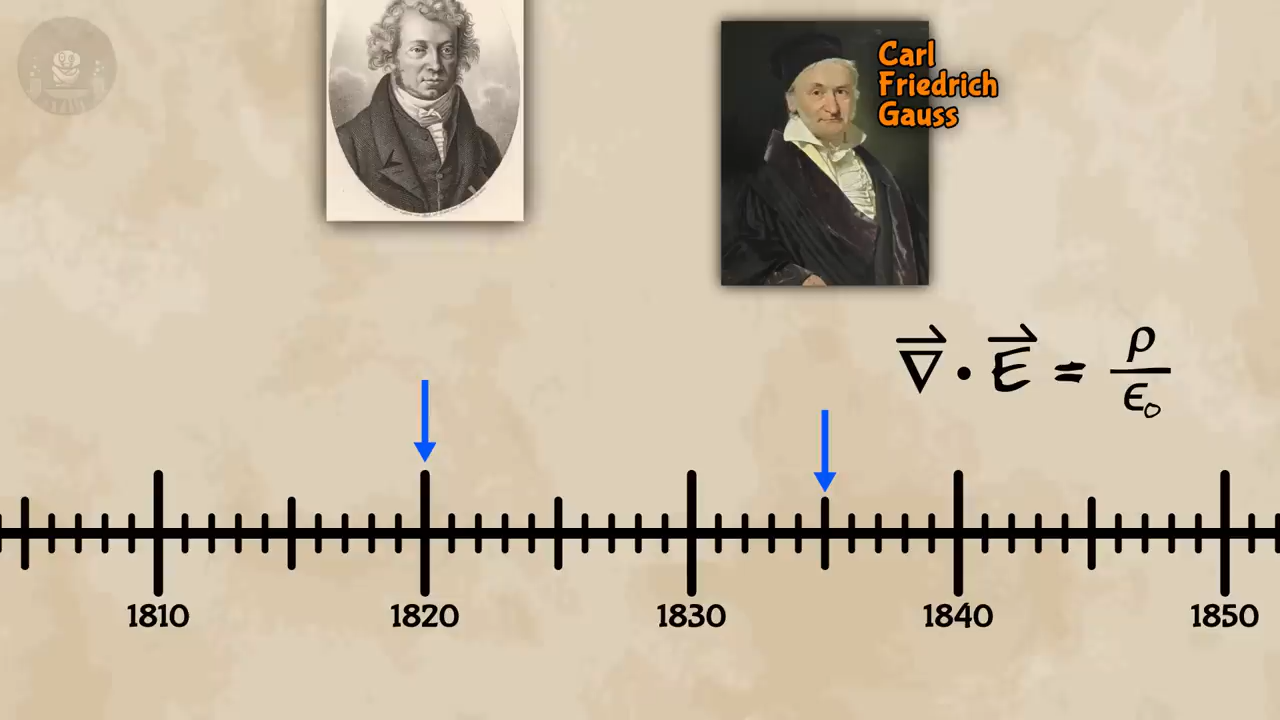 Carl
Friedrich
Gauss
∇⃗ · E⃗ = ρ/ϵ₀
1810 1820 1830 1840 1850